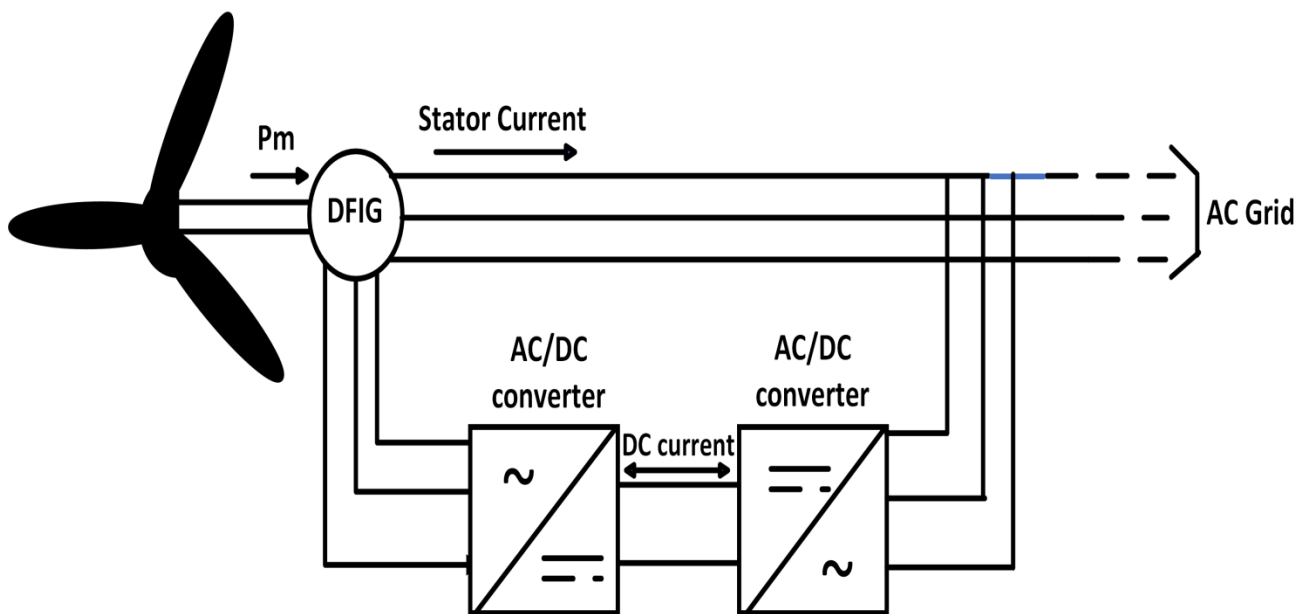 Stator Current
Pm
DFIG
AC Grid
AC/DC
converter
AC/DC
converter
DC current
~
~